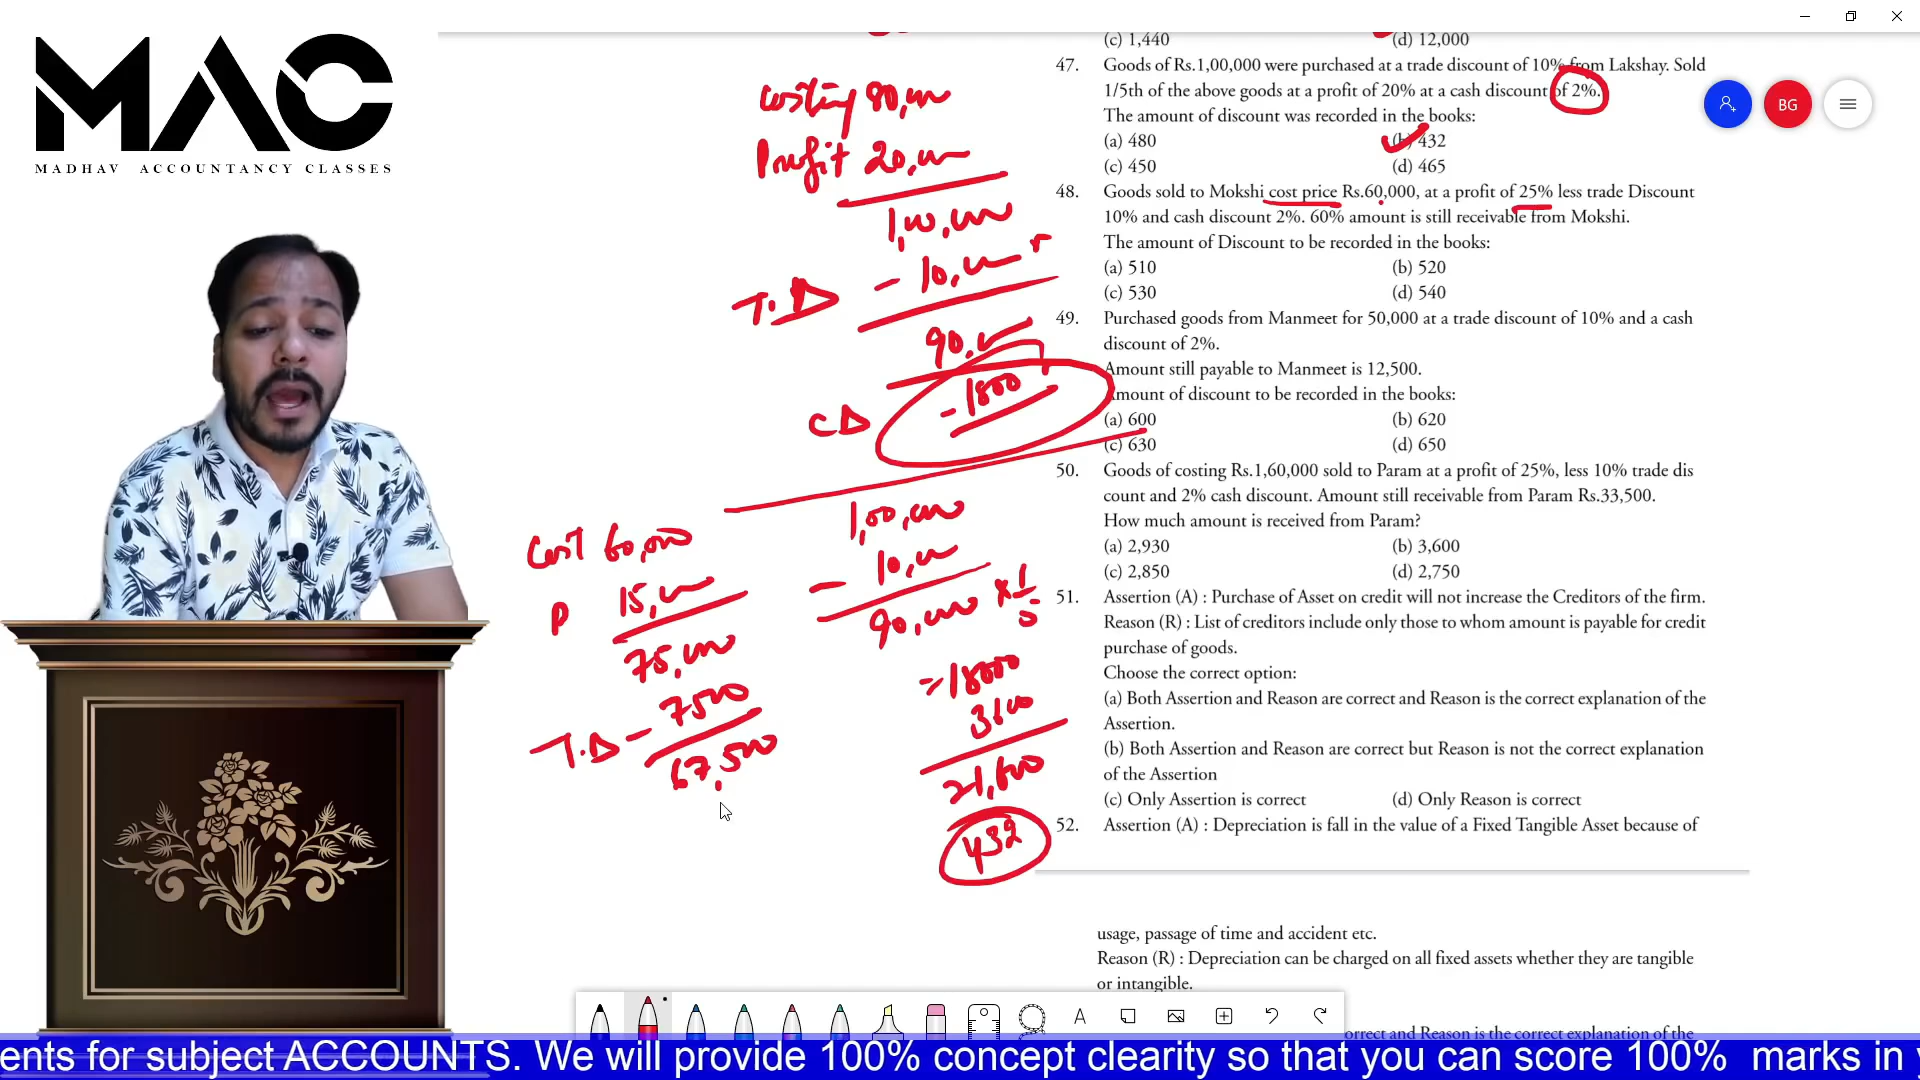 MAC
MADHAV ACCOUNTANCY CLASSES
BG
(c) 1,440 (d) 12,000
47. Goods of Rs.1,00,000 were purchased at a trade discount of 10% from Lakshay. Sold
1/5th of the above goods at a profit of 20% at a cash discount of 2%.
The amount of discount was recorded in the books:
(a) 480 (b) 432
(c) 450 (d) 465
48. Goods sold to Mokshi cost price Rs.60,000, at a profit of 25% less trade Discount
10% and cash discount 2%. 60% amount is still receivable from Mokshi.
The amount of Discount to be recorded in the books:
(a) 510 (b) 520
(c) 530 (d) 540
49. Purchased goods from Manmeet for 50,000 at a trade discount of 10% and a cash
discount of 2%.
Amount still payable to Manmeet is 12,500.
Amount of discount to be recorded in the books:
(a) 600 (b) 620
(c) 630 (d) 650
50. Goods of costing Rs.1,60,000 sold to Param at a profit of 25%, less 10% trade dis
count and 2% cash discount. Amount still receivable from Param Rs.33,500.
How much amount is received from Param?
(a) 2,930 (b) 3,600
(c) 2,850 (d) 2,750
51. Assertion (A) : Purchase of Asset on credit will not increase the Creditors of the firm.
Reason (R) : List of creditors include only those to whom amount is payable for credit
purchase of goods.
Choose the correct option:
(a) Both Assertion and Reason are correct and Reason is the correct explanation of the
Assertion.
(b) Both Assertion and Reason are correct but Reason is not the correct explanation
of the Assertion
(c) Only Assertion is correct (d) Only Reason is correct
52. Assertion (A) : Depreciation is fall in the value of a Fixed Tangible Asset because of
usage, passage of time and accident etc.
Reason (R) : Depreciation can be charged on all fixed assets whether they are tangible
or intangible.
orrect and Reason is the correct explanation of the
Costing 80,000
Profit 20,000
1,00,000
T.D - 10,000
90,000
CD - 1800
1,00,000
- 10,000
90,000 × 1/5
= 18000
3600
21,600
432
Cost 60,000
P 15,000
75,000
T.D - 7500
67,500
ents for subject ACCOUNTS. We will provide 100% concept clarity so that you can score 100% marks in y